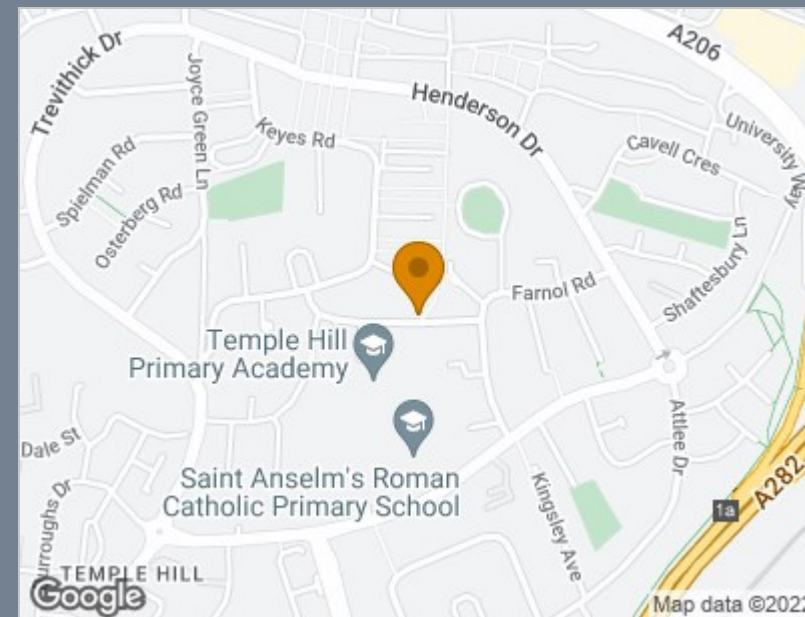 A206
Trevithick Dr
Joyce Green Ln
Henderson Dr
University Way
Keyes Rd
Cavell Cres
Spielman Rd
Osterberg Rd
Shaftesbury Ln
Farnol Rd
Temple Hill
Primary Academy
Attlee Dr
Dale St
Saint Anselm's Roman
Catholic Primary School
Kingsley Ave
A282
1a
urroughs Dr
TEMPLE HILL
Google
Map data ©2022